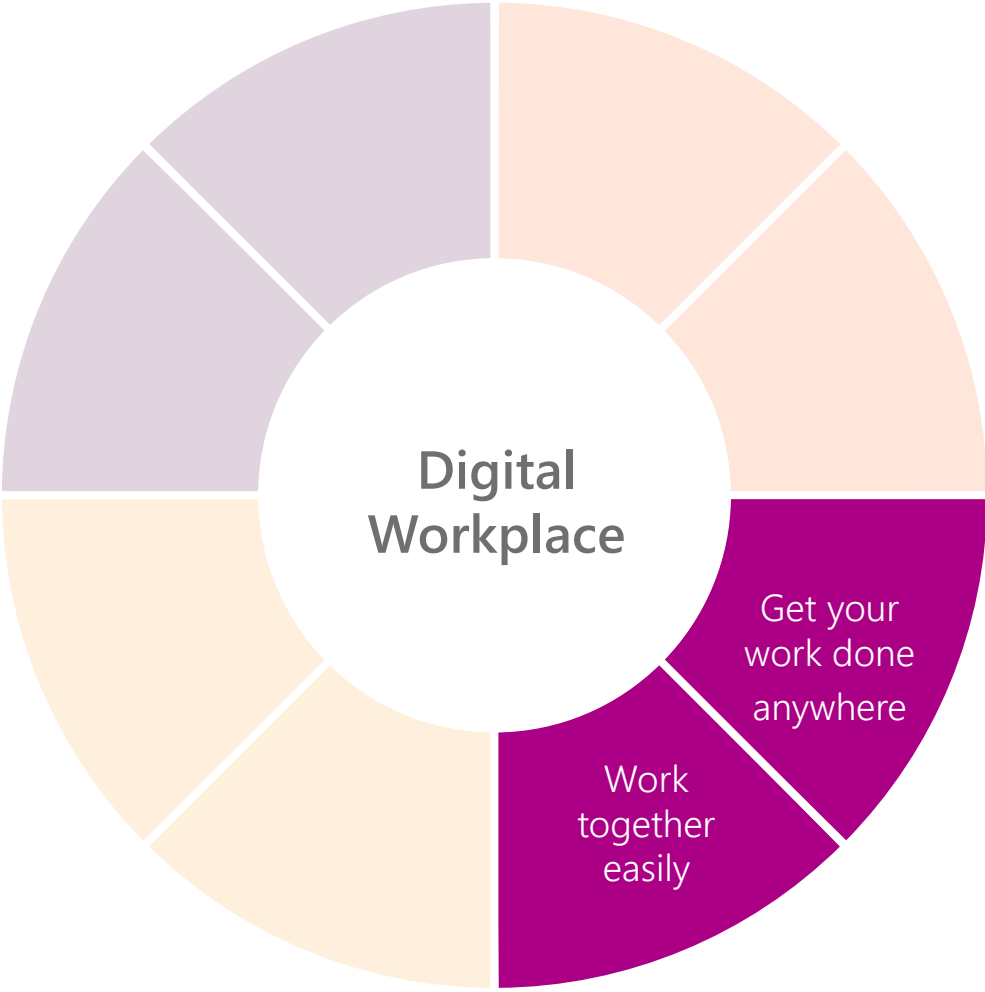 Digital
Workplace
Get your
work done
anywhere
Work
together
easily